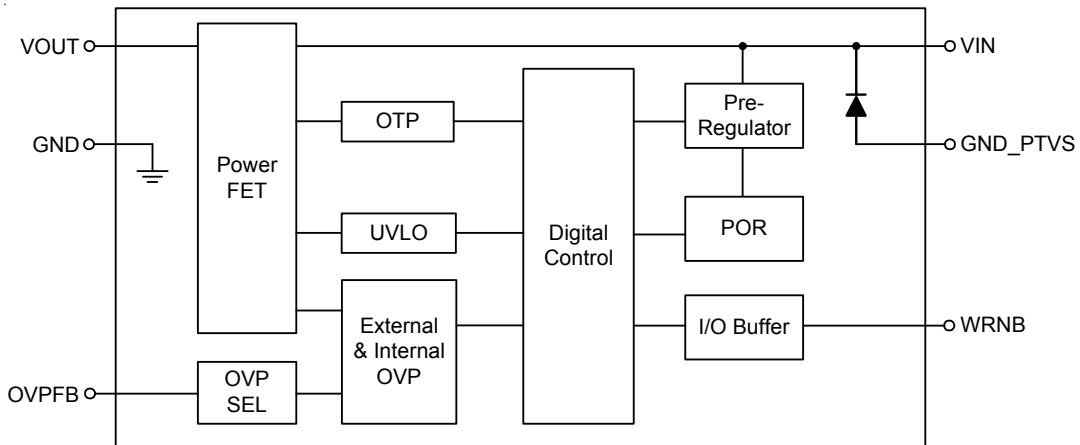 VOUT
VIN
Pre-
Regulator
OTP
GND
GND_PTVS
Power
FET
UVLO
Digital
Control
POR
External
& Internal
OVP
I/O Buffer
WRNB
OVPFB
OVP
SEL